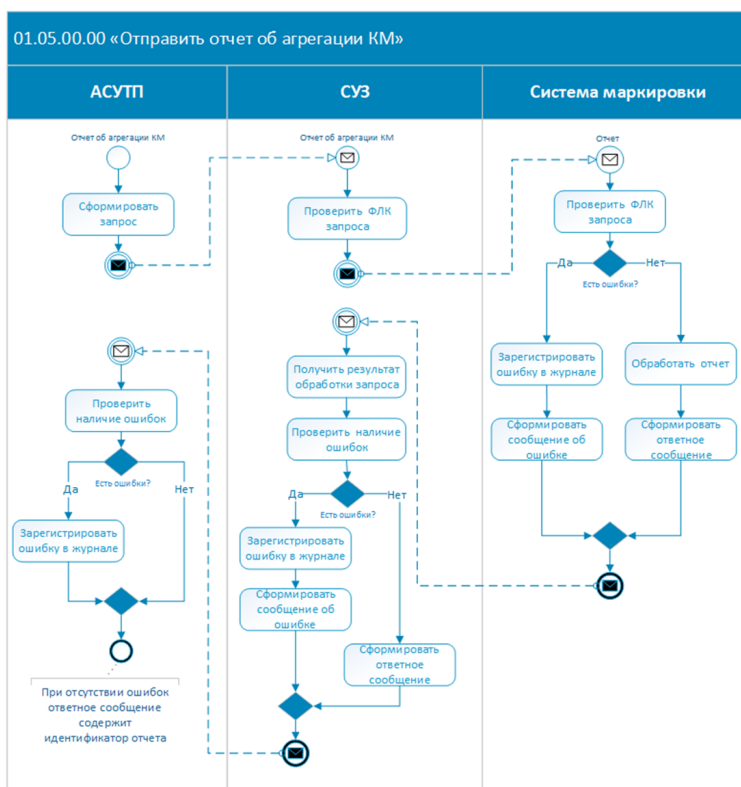 01.05.00.00 «Отправить отчет об агрегации КМ»
АСУТП
СУЗ
Система маркировки
Отчет об агрегации КМ
Сформировать
запрос
Проверить
наличие ошибок
Есть ошибки?
Да
Нет
Зарегистрировать
ошибку в журнале
При отсутствии ошибок
ответное сообщение
содержит
идентификатор отчета
Отчет об агрегации КМ
Проверить ФЛК
запроса
Получить результат
обработки запроса
Проверить наличие
ошибок
Да
Нет
Есть ошибки?
Зарегистрировать
ошибку в журнале
Сформировать
сообщение об
ошибке
Сформировать
ответное
сообщение
Отчет
Проверить ФЛК
запроса
Да
Нет
Есть ошибки?
Зарегистрировать
ошибку в журнале
Обработать отчет
Сформировать
сообщение об
ошибке
Сформировать
ответное
сообщение